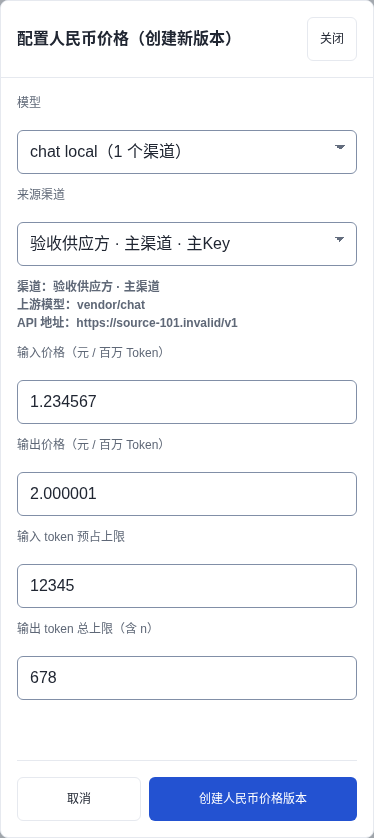 配置人民币价格（创建新版本）
关闭
模型
chat local（1 个渠道）
来源渠道
验收供应方 · 主渠道 · 主Key
渠道：验收供应方 · 主渠道
上游模型：vendor/chat
API 地址：https://source-101.invalid/v1
输入价格（元 / 百万 Token）
1.234567
输出价格（元 / 百万 Token）
2.000001
输入 token 预占上限
12345
输出 token 总上限（含 n）
678
取消
创建人民币价格版本